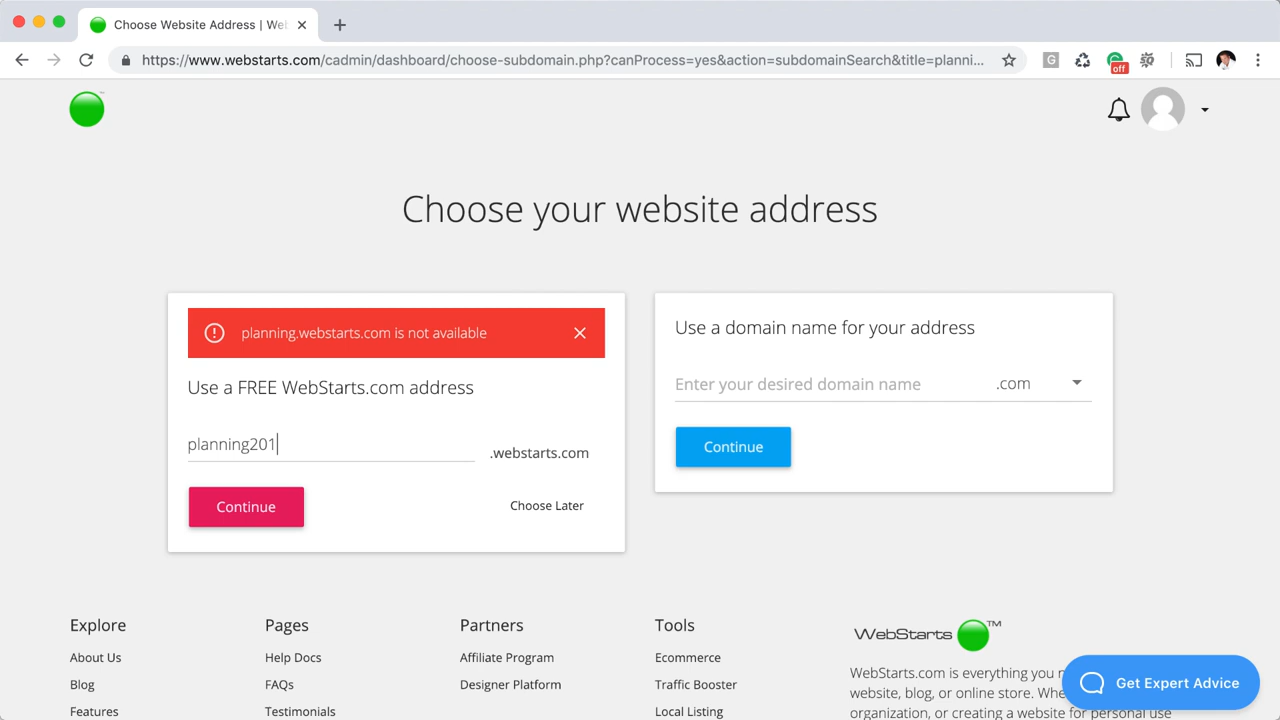 Choose Website Address | We
https://www.webstarts.com/cadmin/dashboard/choose-subdomain.php?canProcess=yes&action=subdomainSearch&title=planni...
G
off
Choose your website address
planning.webstarts.com is not available
Use a FREE WebStarts.com address
planning201
.webstarts.com
Continue
Choose Later
Use a domain name for your address
Enter your desired domain name
.com
Continue
Explore
About Us
Blog
Features
Pages
Help Docs
FAQs
Testimonials
Partners
Affiliate Program
Designer Platform
Tools
Ecommerce
Traffic Booster
Local Listing
WebStarts TM
WebStarts.com is everything you
website, blog, or online store. Whe
organization, or creating a website for personal use
Get Expert Advice